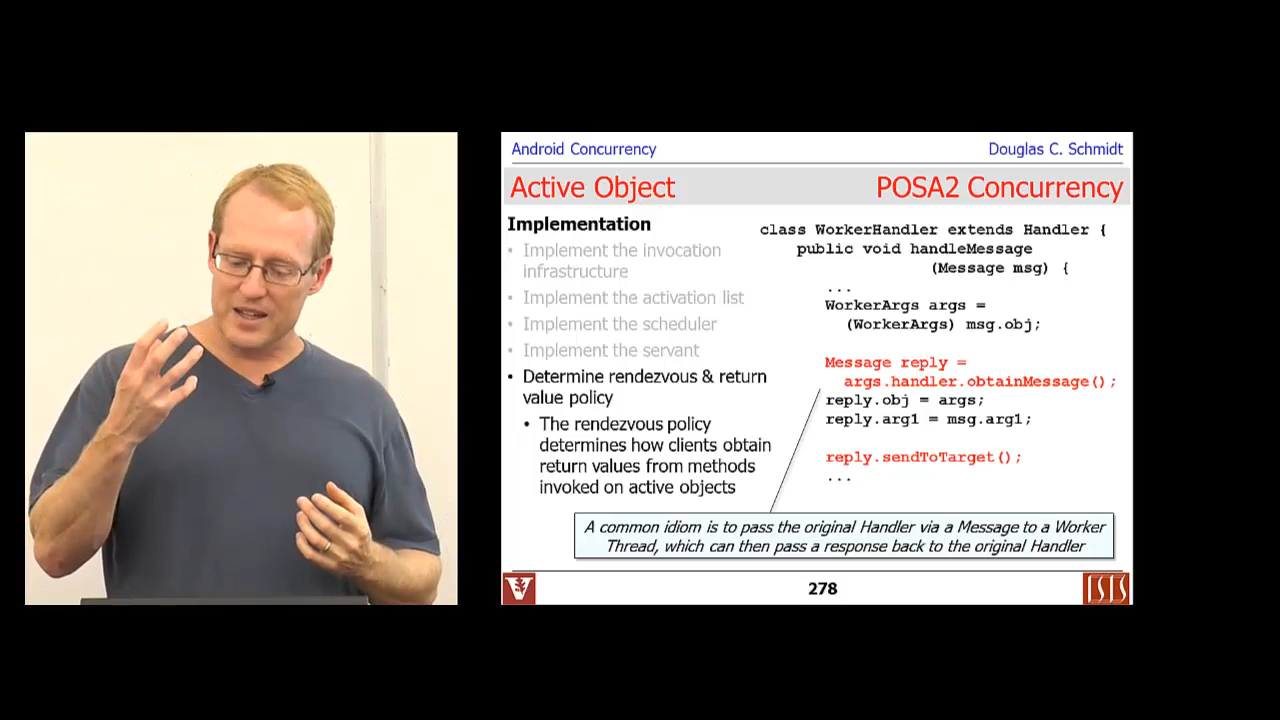 Android Concurrency
Douglas C. Schmidt
Active Object
POSA2 Concurrency
Implementation
• Implement the invocation
infrastructure
• Implement the activation list
• Implement the scheduler
• Implement the servant
• Determine rendezvous & return
value policy
• The rendezvous policy
determines how clients obtain
return values from methods
invoked on active objects
class WorkerHandler extends Handler {
public void handleMessage
(Message msg) {
...
WorkerArgs args =
(WorkerArgs) msg.obj;
Message reply =
args.handler.obtainMessage();
reply.obj = args;
reply.arg1 = msg.arg1;
reply.sendToTarget();
...
A common idiom is to pass the original Handler via a Message to a Worker
Thread, which can then pass a response back to the original Handler
V
278
ISIS